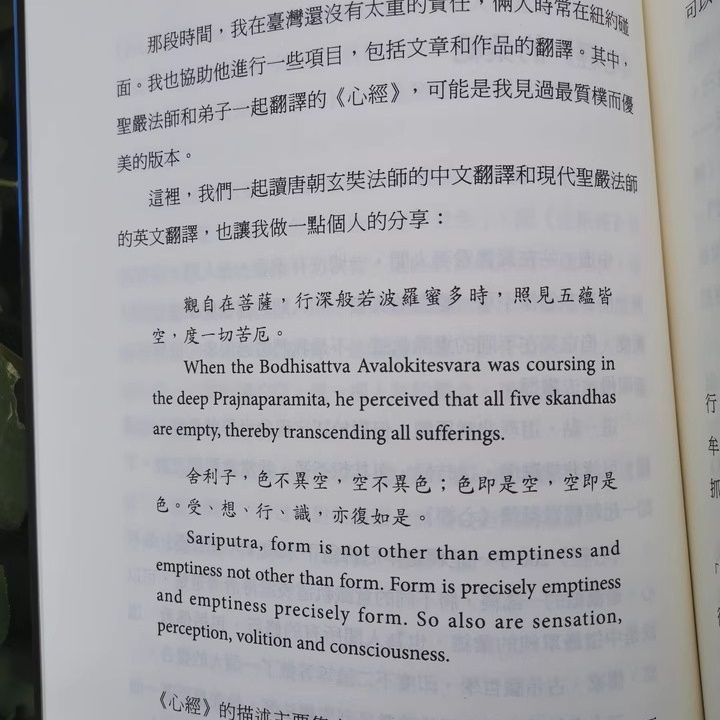 那段時間，我在臺灣還沒有太重的責任，倆人時常在紐約碰
面。我也協助他進行一些項目，包括文章和作品的翻譯。其中，
聖嚴法師和弟子一起翻譯的《心經》，可能是我見過最質樸而優
美的版本。
這裡，我們一起讀唐朝玄奘法師的中文翻譯和現代聖嚴法師
的英文翻譯，也讓我做一點個人的分享：
觀自在菩薩，行深般若波羅蜜多時，照見五蘊皆
空，度一切苦厄。
When the Bodhisattva Avalokitesvara was coursing in
the deep Prajnaparamita, he perceived that all five skandhas
are empty, thereby transcending all sufferings.
舍利子，色不異空，空不異色；色即是空，空即是
色。受、想、行、識，亦復如是。
Sariputra, form is not other than emptiness and
emptiness not other than form. Form is precisely emptiness
and emptiness precisely form. So also are sensation,
perception, volition and consciousness.
《心經》的描述主要
可以
行
牟
抓